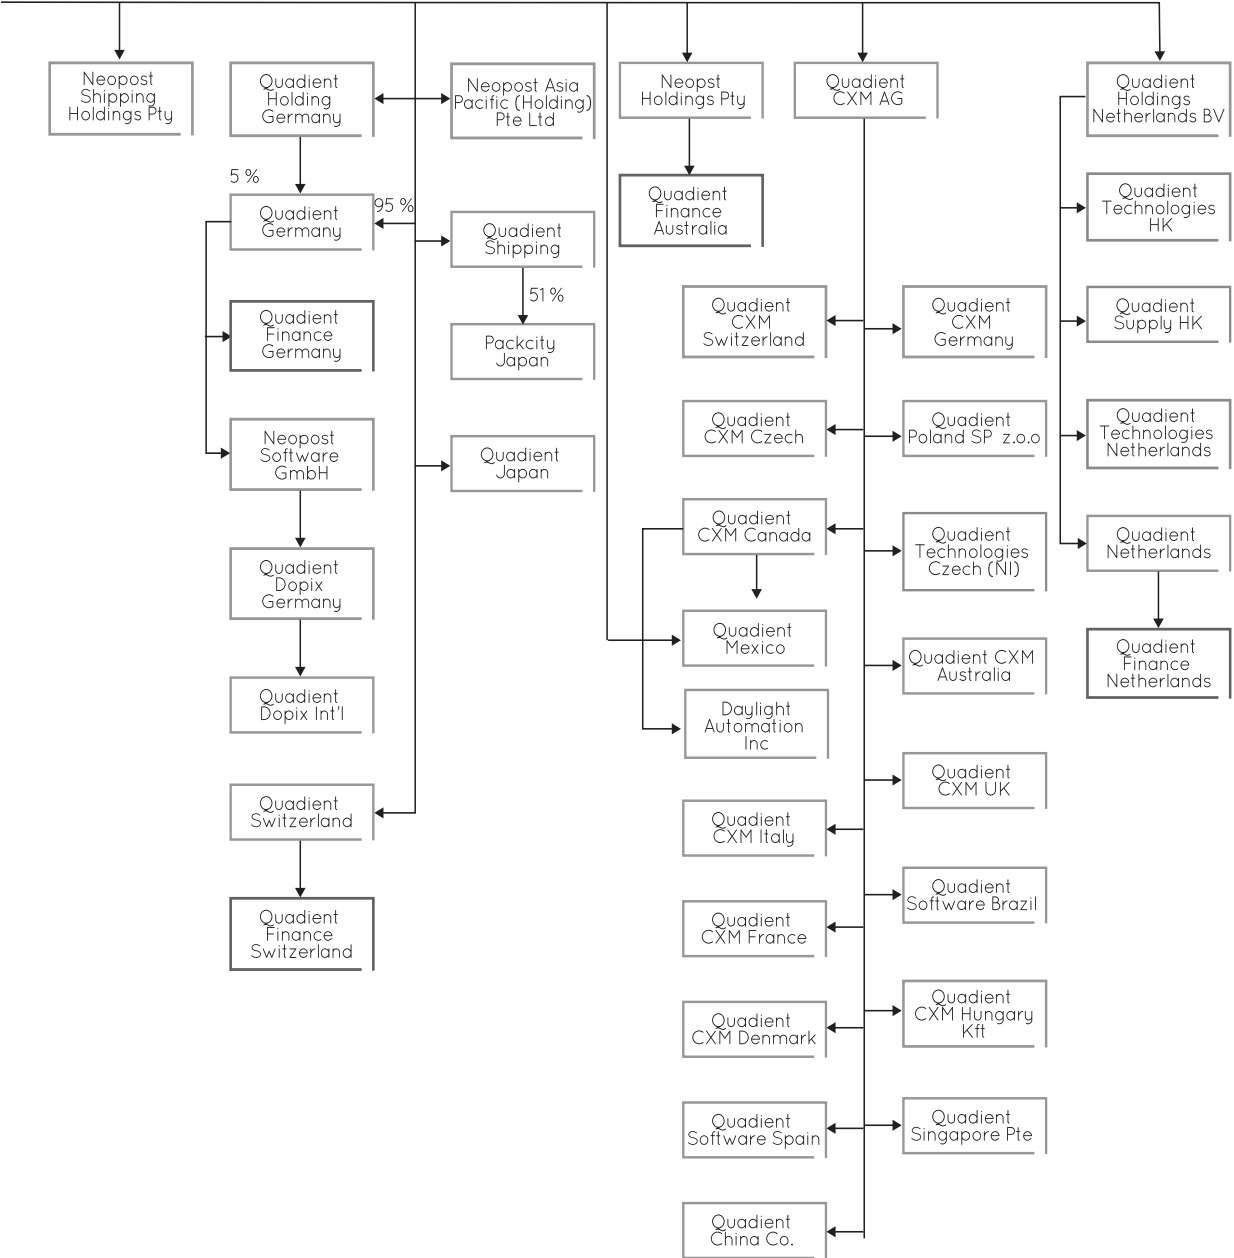 Neopost
Shipping
Holdings Pty
Quadient
Holding
Germany
Neopost Asia
Pacific (Holding)
Pte Ltd
Neopst
Holdings Pty
Quadient
CXM AG
Quadient
Holdings
Netherlands BV
5 %
95 %
Quadient
Germany
Quadient
Shipping
51 %
Packcity
Japan
Quadient
Finance
Germany
Neopost
Software
GmbH
Quadient
Japan
Quadient
Dopix
Germany
Quadient
Dopix Int'l
Quadient
Switzerland
Quadient
Finance
Switzerland
Quadient
Finance
Australia
Quadient
CXM
Switzerland
Quadient
CXM
Germany
Quadient
CXM Czech
Quadient
Poland SP z.o.o
Quadient
CXM Canada
Quadient
Technologies
Czech (NI)
Quadient
Mexico
Quadient CXM
Australia
Daylight
Automation
Inc
Quadient
CXM UK
Quadient
CXM Italy
Quadient
Software Brazil
Quadient
CXM France
Quadient
CXM Hungary
Kft
Quadient
CXM Denmark
Quadient
Singapore Pte
Quadient
Software Spain
Quadient
China Co.
Quadient
Technologies
HK
Quadient
Supply HK
Quadient
Technologies
Netherlands
Quadient
Netherlands
Quadient
Finance
Netherlands